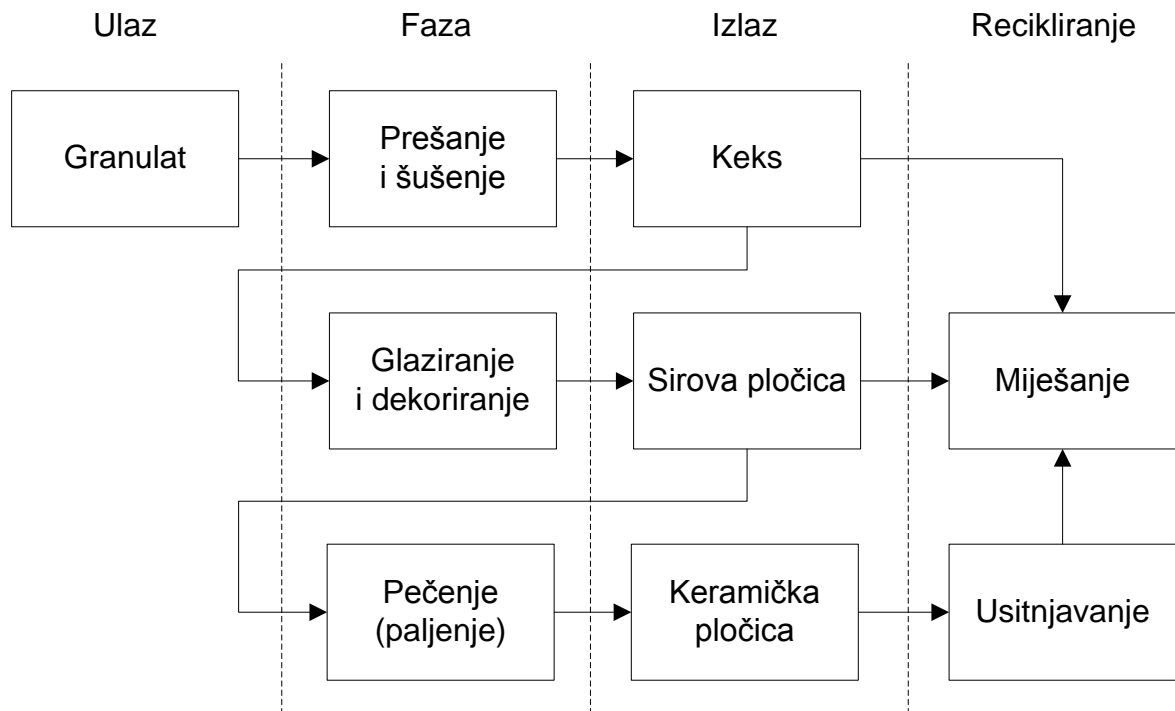 Ulaz
Faza
Izlaz
Recikliranje
Granulat
Prešanje
i šušenje
Keks
Glaziranje
i dekoriranje
Sirova pločica
Miješanje
Pečenje
(paljenje)
Keramička
pločica
Usitnjavanje